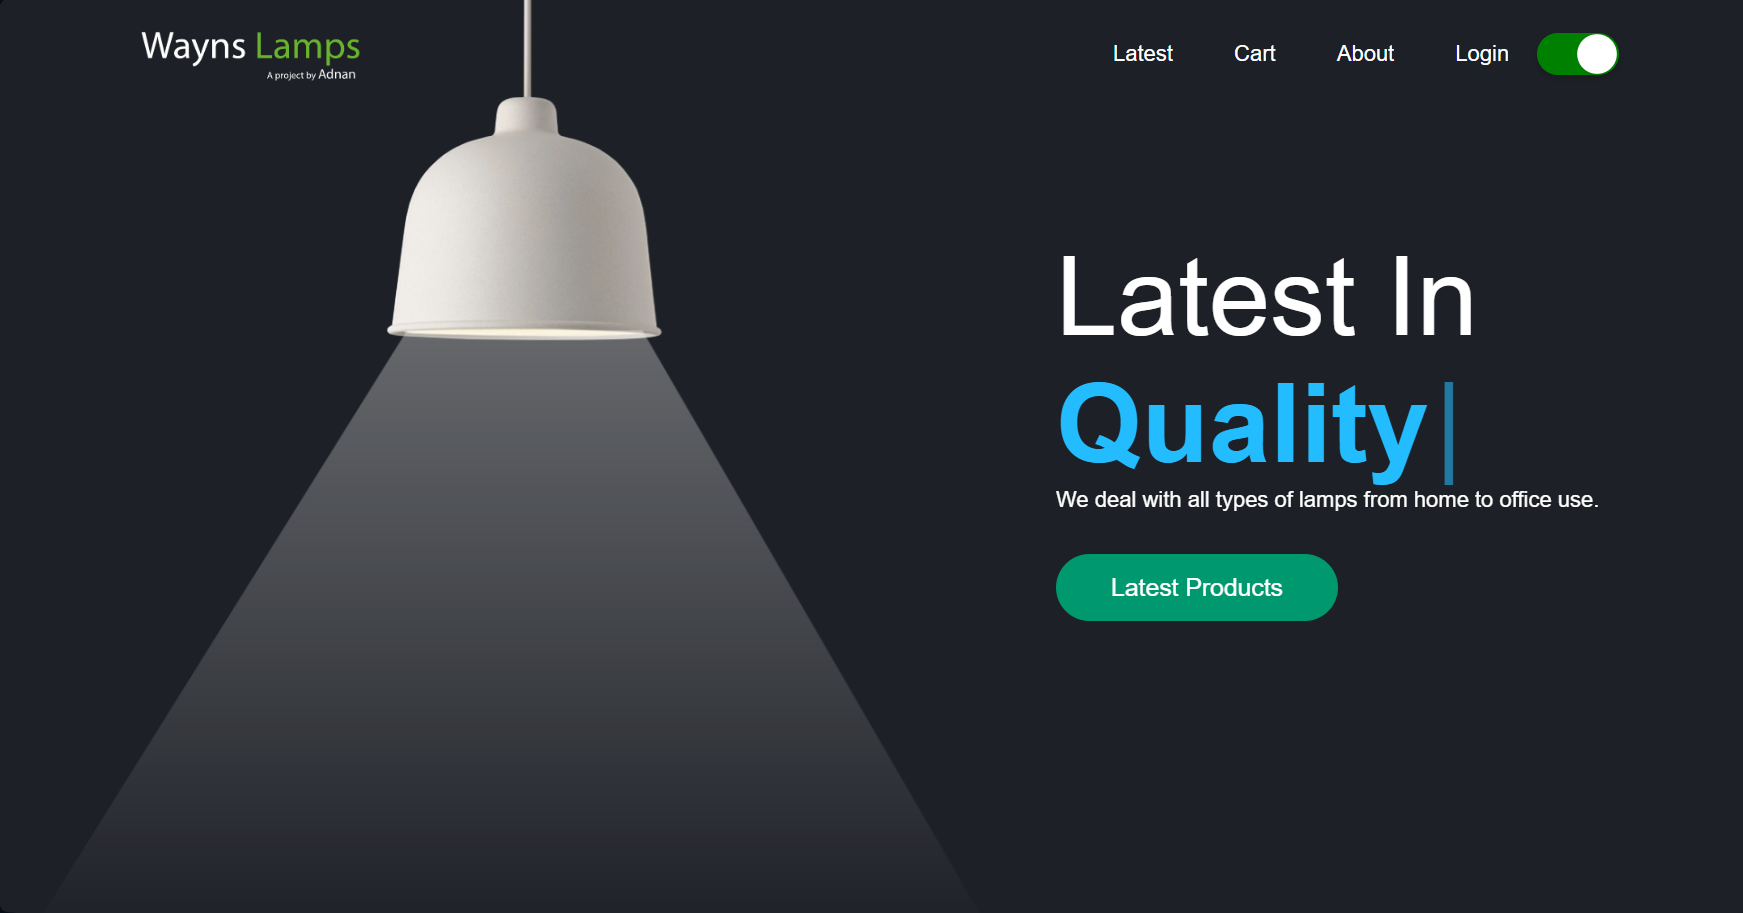 Wayns Lamps
A project by Adnan
Latest Cart About Login
Latest In
Quality
We deal with all types of lamps from home to office use.
Latest Products